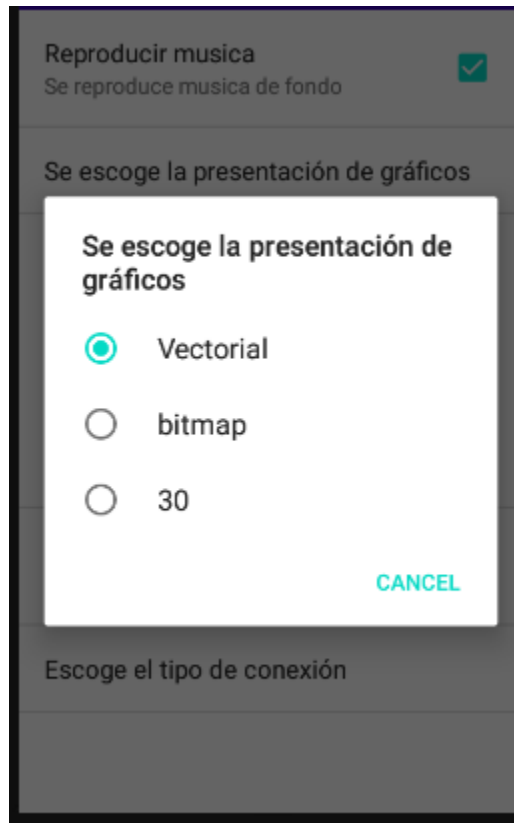 Reproducir musica
Se reproduce musica de fondo
Se escoge la presentación de gráficos
Se escoge la presentación de
gráficos
Vectorial
bitmap
30
CANCEL
Escoge el tipo de conexión